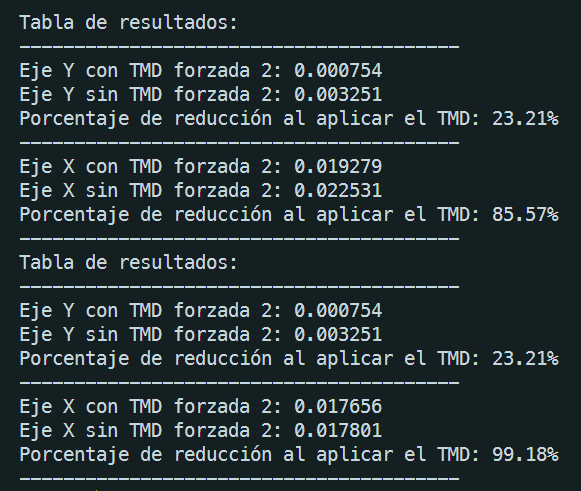 Tabla de resultados:
----------------------------------------
Eje Y con TMD forzada 2: 0.000754
Eje Y sin TMD forzada 2: 0.003251
Porcentaje de reducción al aplicar el TMD: 23.21%
----------------------------------------
Eje X con TMD forzada 2: 0.019279
Eje X sin TMD forzada 2: 0.022531
Porcentaje de reducción al aplicar el TMD: 85.57%
----------------------------------------
Tabla de resultados:
----------------------------------------
Eje Y con TMD forzada 2: 0.000754
Eje Y sin TMD forzada 2: 0.003251
Porcentaje de reducción al aplicar el TMD: 23.21%
----------------------------------------
Eje X con TMD forzada 2: 0.017656
Eje X sin TMD forzada 2: 0.017801
Porcentaje de reducción al aplicar el TMD: 99.18%
----------------------------------------